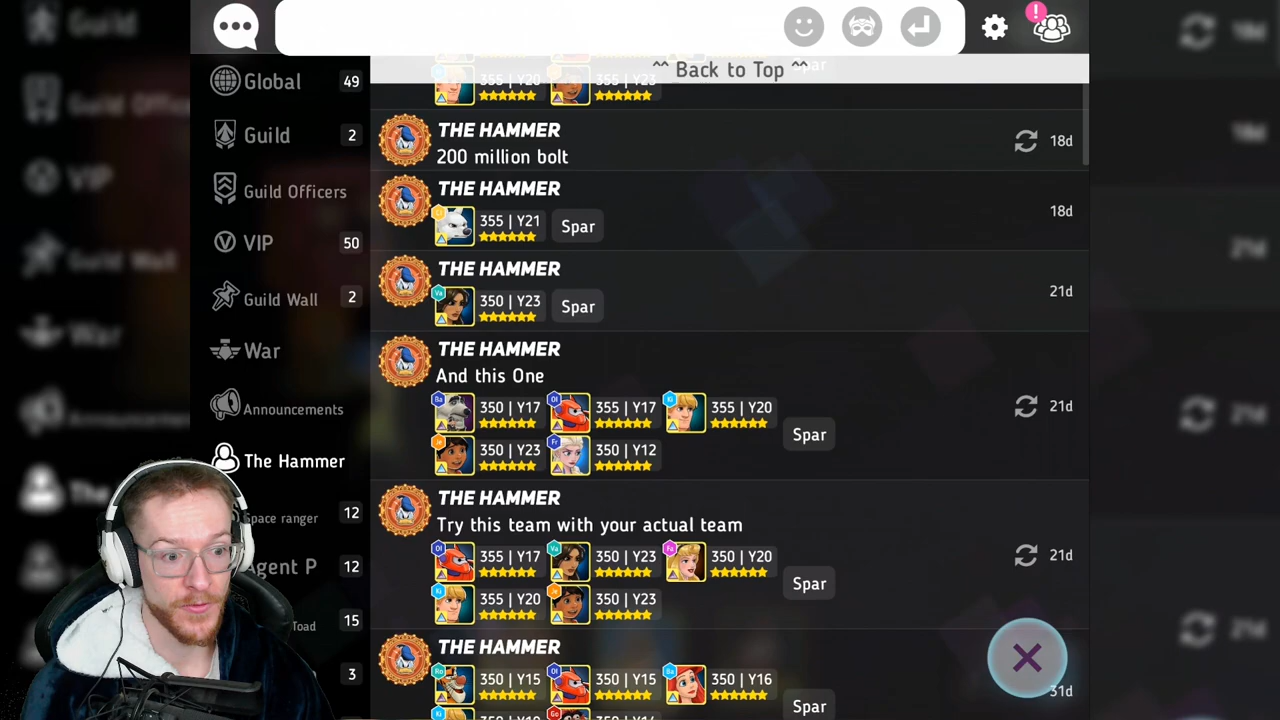 ^^ Back to Top ^^
Global 49
Guild 2
Guild Officers
VIP 50
Guild Wall 2
War
Announcements
The Hammer
Space ranger 12
Agent P 12
Toad 15
3
355 | Y20
355 | Y23
THE HAMMER
200 million bolt
18d
THE HAMMER
355 | Y21
Spar
18d
THE HAMMER
350 | Y23
Spar
21d
THE HAMMER
And this One
350 | Y17 355 | Y17 355 | Y20
350 | Y23 350 | Y12
Spar
21d
THE HAMMER
Try this team with your actual team
355 | Y17 350 | Y23 350 | Y20
355 | Y20 350 | Y23
Spar
21d
THE HAMMER
350 | Y15 350 | Y15 350 | Y16
Spar
31d